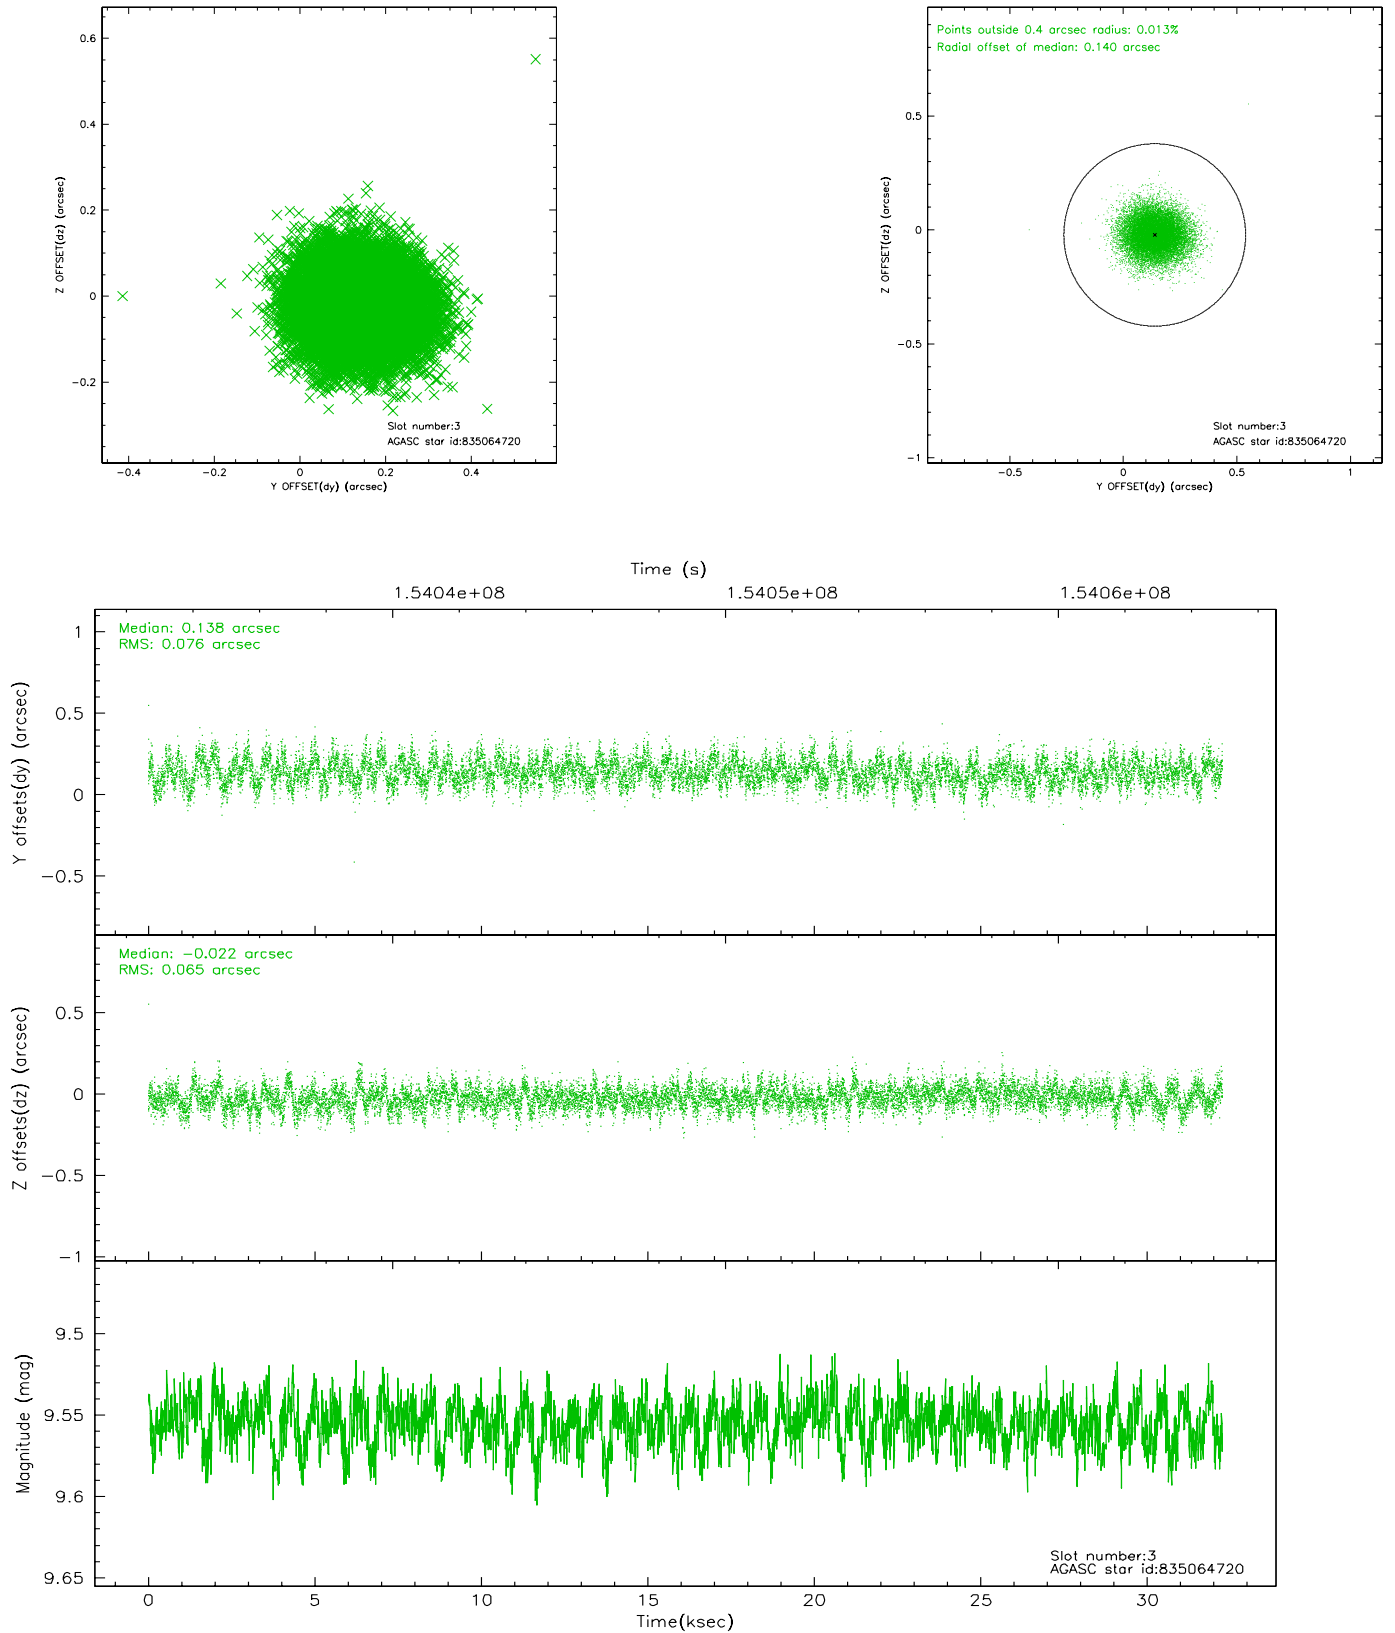 0.6
0.4
0.2
0
−0.2
Z OFFSET(dz) (arcsec)
Slot number:3
AGASC star id:835064720
−0.4 −0.2 0 0.2 0.4
Y OFFSET(dy) (arcsec)
Points outside 0.4 arcsec radius: 0.013%
Radial offset of median: 0.140 arcsec
0.5
0
−0.5
−1
Z OFFSET(dz) (arcsec)
Slot number:3
AGASC star id:835064720
−0.5 0 0.5 1
Y OFFSET(dy) (arcsec)
Time (s)
1.5404e+08 1.5405e+08 1.5406e+08
Median: 0.138 arcsec
RMS: 0.076 arcsec
1
0.5
0
−0.5
Y offsets(dy) (arcsec)
Median: −0.022 arcsec
RMS: 0.065 arcsec
0.5
0
−0.5
−1
Z offsets(dz) (arcsec)
9.5
9.55
9.6
9.65
Magnitude (mag)
Slot number:3
AGASC star id:835064720
0 5 10 15 20 25 30
Time(ksec)